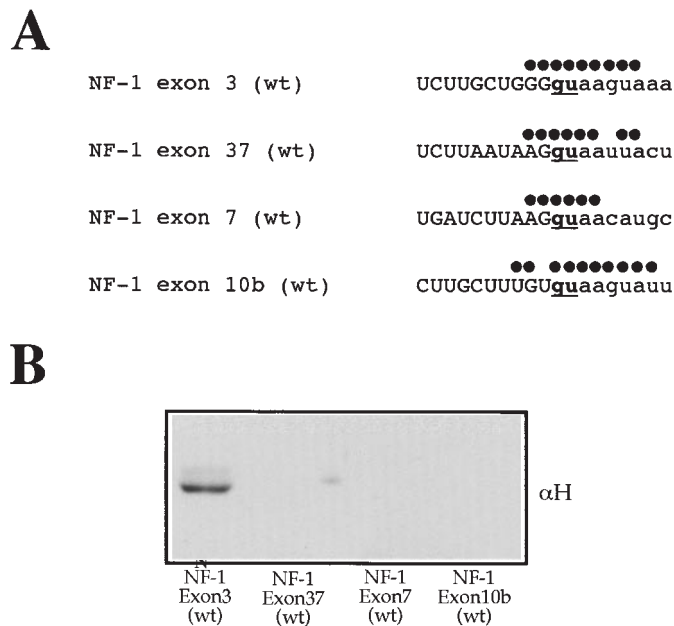 A
NF-1 exon 3 (wt) UCUUGCUGGGguaaguaaa
NF-1 exon 37 (wt) UCUUAAUAAGguaauuacu
NF-1 exon 7 (wt) UGAUCUUAAGguaacaugc
NF-1 exon 10b (wt) CUUGCUUUGUguaaguauu
B
αH
NF-1 NF-1 NF-1 NF-1
Exon3 Exon37 Exon7 Exon10b
(wt) (wt) (wt) (wt)